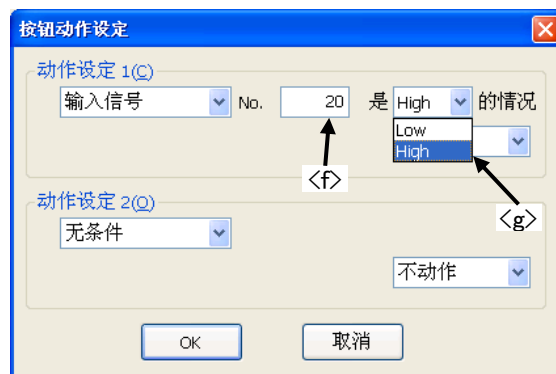 按钮动作设定
动作设定 1(C)
输入信号 No. 20 是 High 的情况
Low
High
<f>
<g>
动作设定 2(O)
无条件
不动作
OK 取消